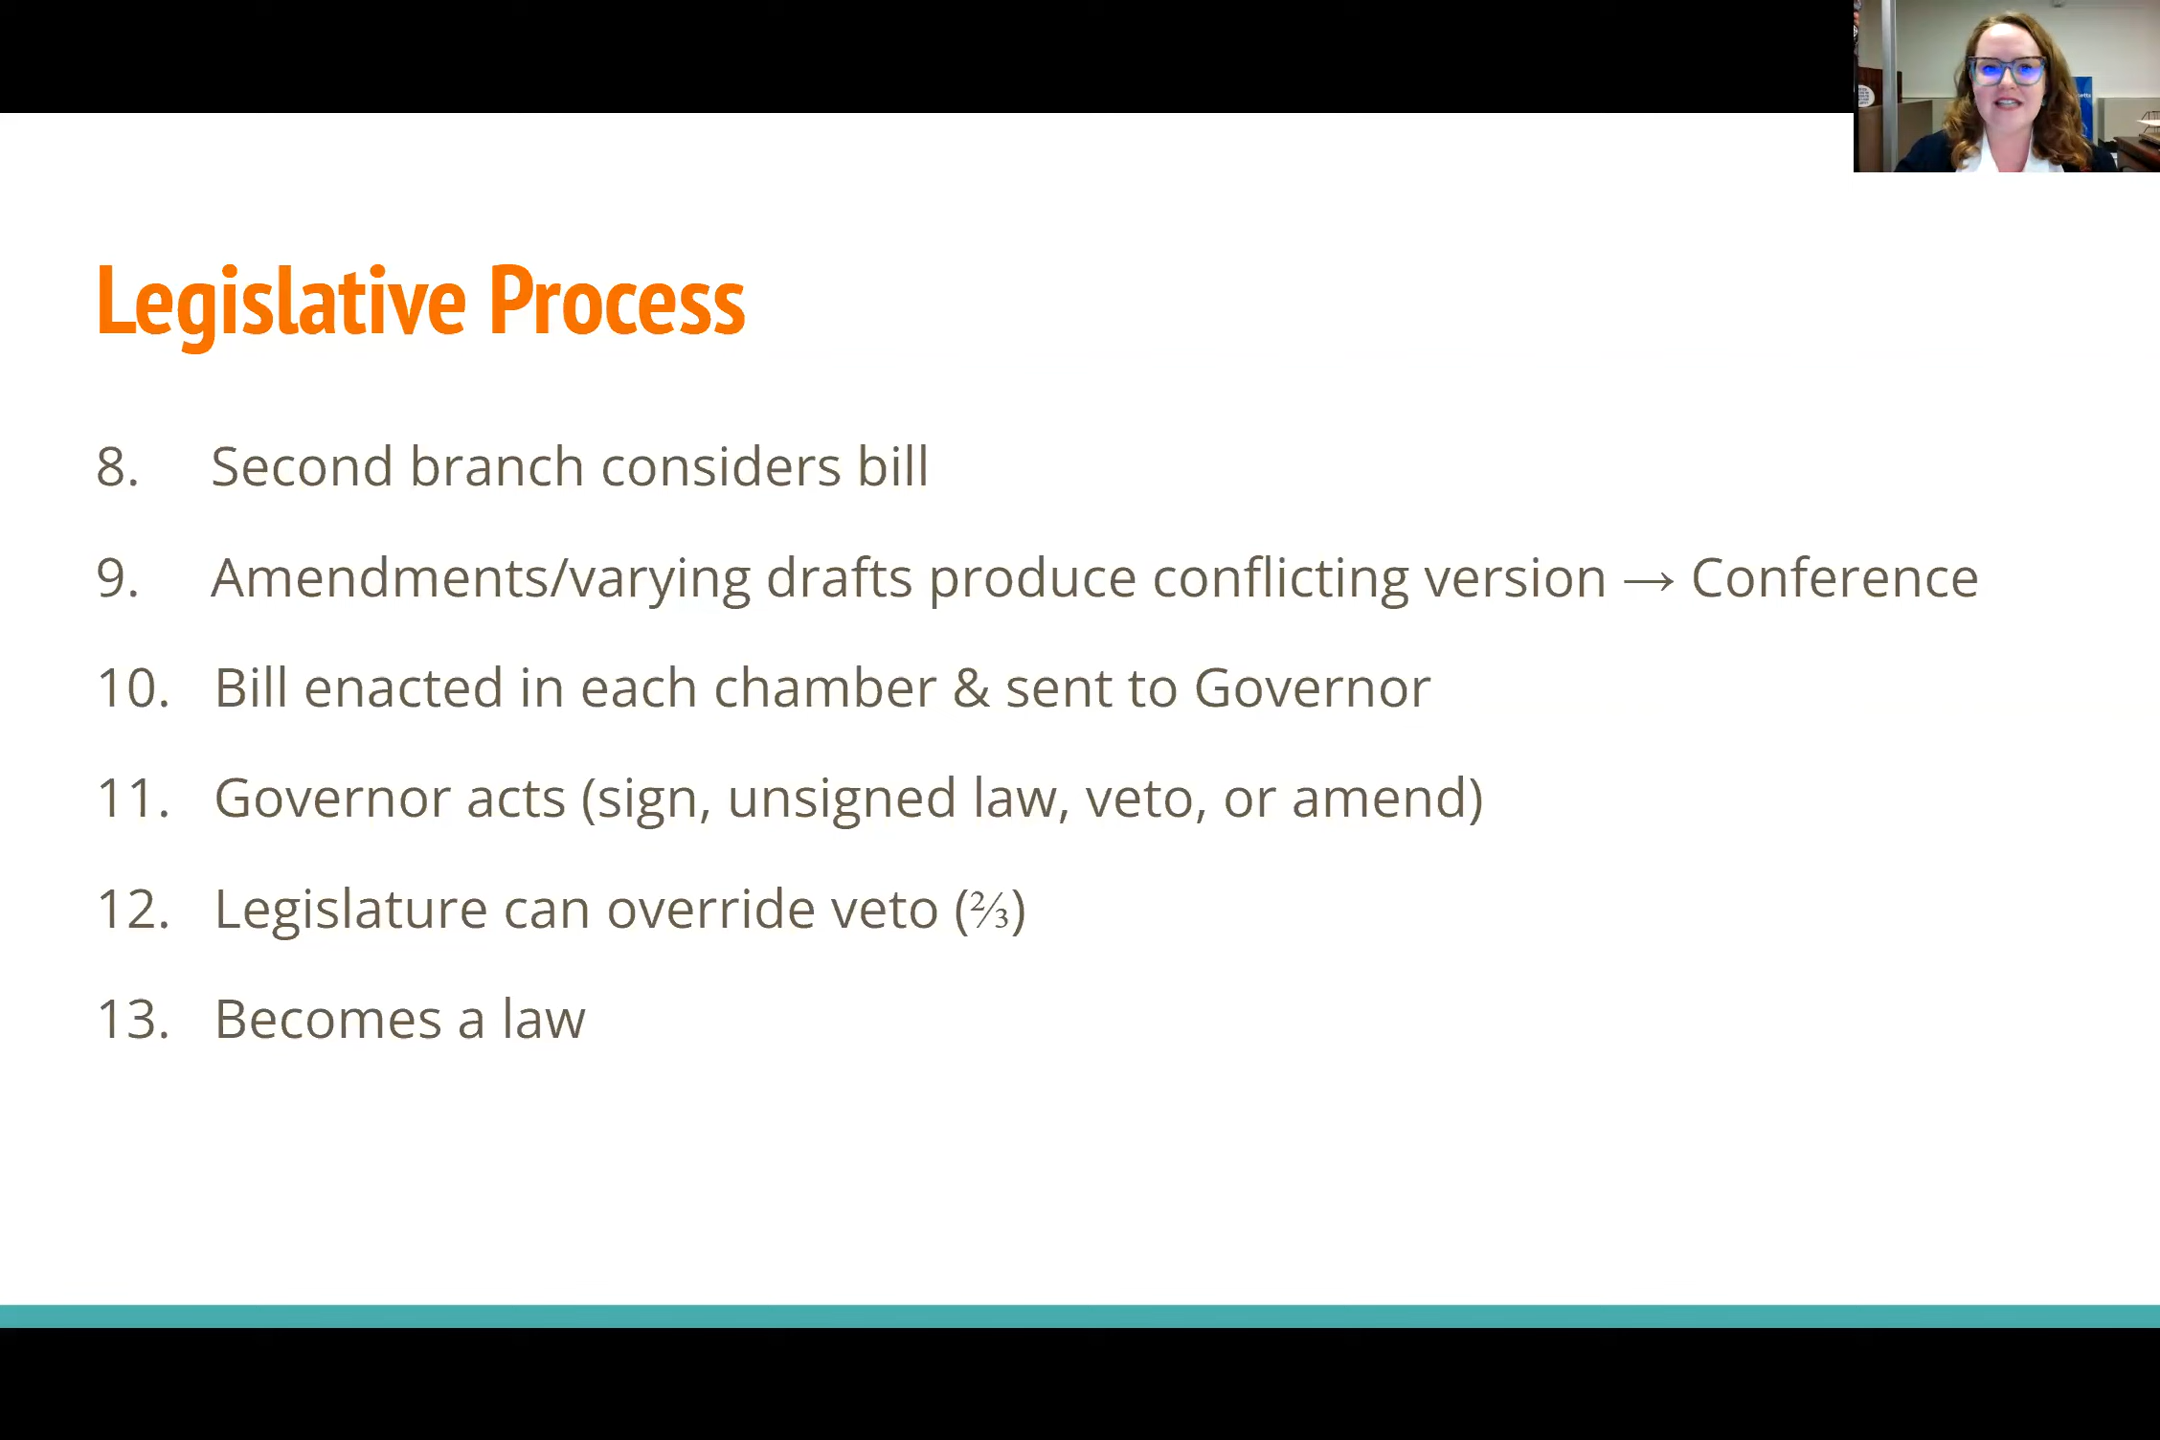 Legislative Process
8. Second branch considers bill
9. Amendments/varying drafts produce conflicting version → Conference
10. Bill enacted in each chamber & sent to Governor
11. Governor acts (sign, unsigned law, veto, or amend)
12. Legislature can override veto (⅔)
13. Becomes a law